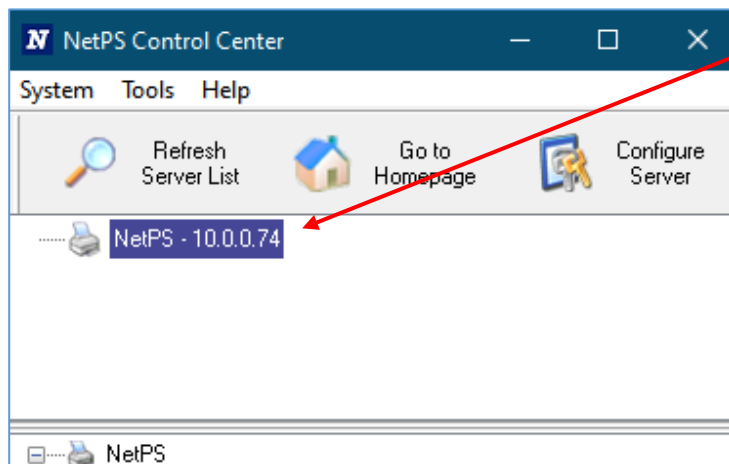 N NetPS Control Center
System Tools Help
Refresh Server List
Go to Homepage
Configure Server
NetPS - 10.0.0.74
NetPS